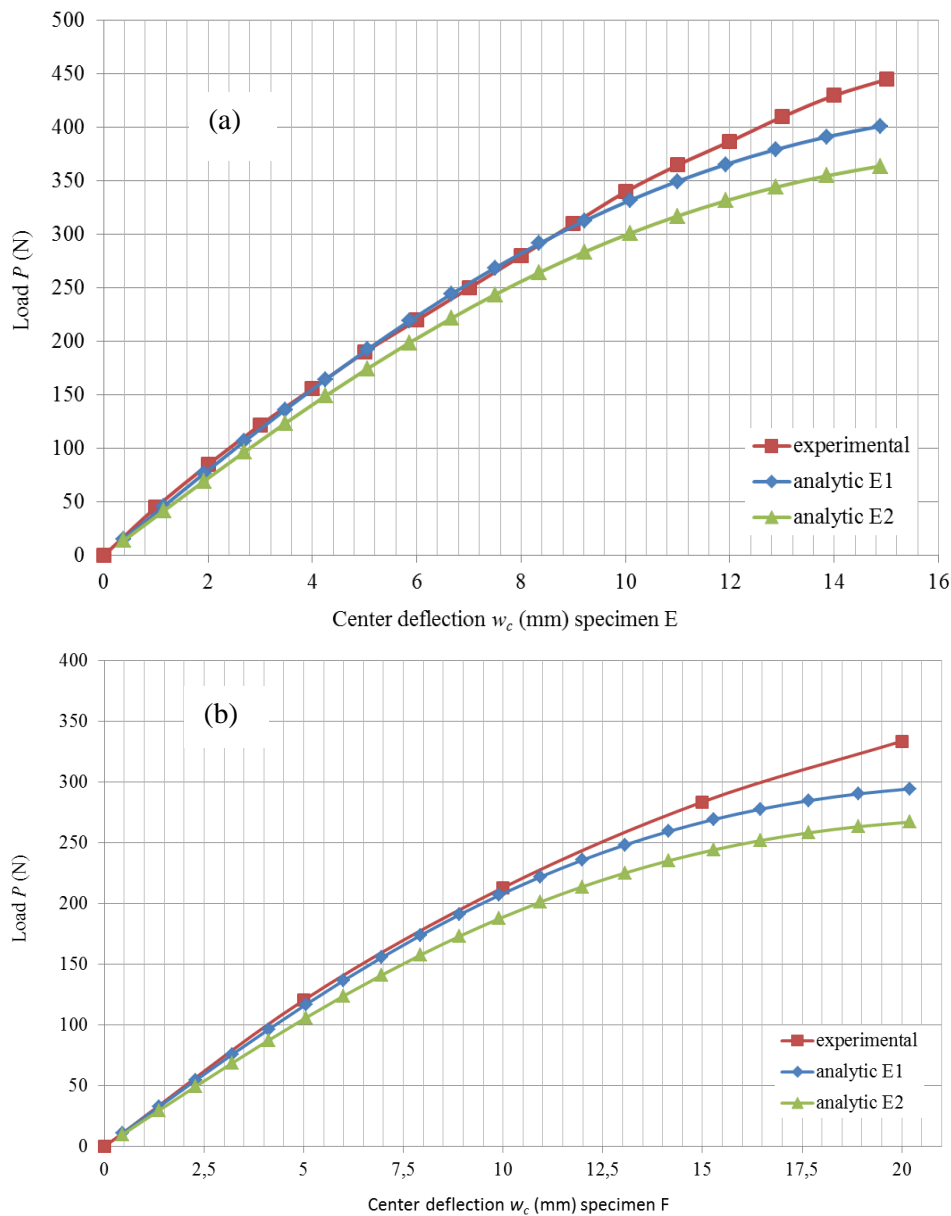 500
450
400
350
300
250
200
150
100
50
0
Load P (N)
(a)
experimental
analytic E1
analytic E2
0 2 4 6 8 10 12 14 16
Center deflection wc (mm) specimen E
400
350
300
250
200
150
100
50
0
Load P (N)
(b)
experimental
analytic E1
analytic E2
0 2,5 5 7,5 10 12,5 15 17,5 20
Center deflection wc (mm) specimen F